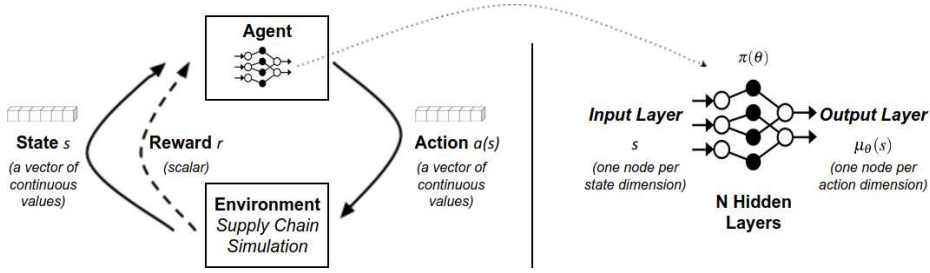 Agent
State s
(a vector of
continuous
values)
Reward r
(scalar)
Action a(s)
(a vector of
continuous
values)
Environment
Supply Chain
Simulation
π(θ)
Input Layer
s
(one node per
state dimension)
Output Layer
μθ(s)
(one node per
action dimension)
N Hidden
Layers